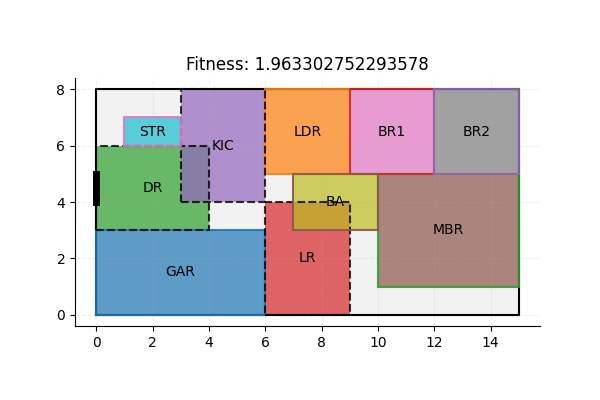 Fitness: 1.963302752293578
8
6
4
2
0
STR
KIC
LDR
BR1
BR2
DR
BA
MBR
LR
GAR
0 2 4 6 8 10 12 14